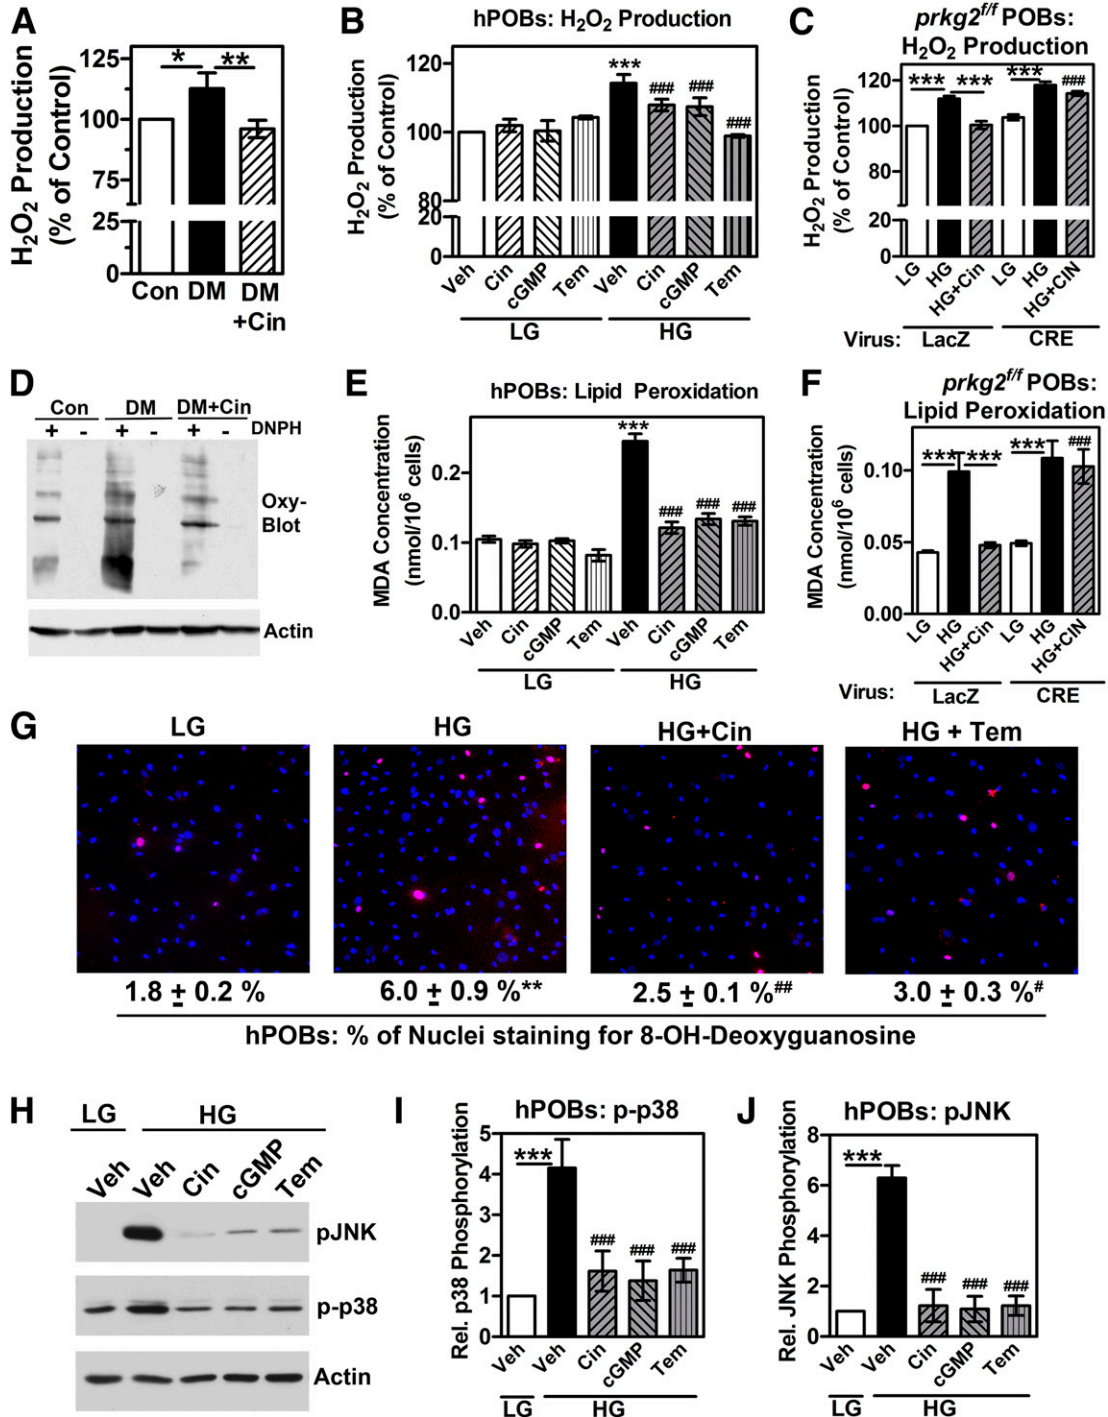 A
H2O2 Production
(% of Control)
125
100
75
25
0
*
**
Con
DM
DM
+Cin
B
hPOBs: H2O2 Production
H2O2 Production
(% of Control)
120
100
80
20
0
***
###
###
###
Veh
Cin
cGMP
Tem
Veh
Cin
cGMP
Tem
LG
HG
C
prkg2f/f POBs:
H2O2 Production
H2O2 Production
(% of Control)
120
100
80
20
0
***
***
***
###
LG
HG
HG+Cin
LG
HG
HG+CIN
Virus:
LacZ
CRE
D
Con
DM
DM+Cin
+
-
+
-
+
-
DNPH
Oxy-
Blot
Actin
E
hPOBs: Lipid Peroxidation
MDA Concentration
(nmol/10^6 cells)
0.2
0.1
0.0
***
###
###
###
Veh
Cin
cGMP
Tem
Veh
Cin
cGMP
Tem
LG
HG
F
prkg2f/f POBs:
Lipid Peroxidation
MDA Concentration
(nmol/10^6 cells)
0.10
0.05
0.00
***
***
***
###
LG
HG
HG+Cin
LG
HG
HG+CIN
Virus:
LacZ
CRE
G
LG
HG
HG+Cin
HG + Tem
1.8 ± 0.2 %
6.0 ± 0.9 %**
2.5 ± 0.1 %##
3.0 ± 0.3 %#
hPOBs: % of Nuclei staining for 8-OH-Deoxyguanosine
H
LG
HG
Veh
Veh
Cin
cGMP
Tem
pJNK
p-p38
Actin
I
hPOBs: p-p38
Rel. p38 Phosphorylation
5
4
3
2
1
0
***
###
###
###
Veh
Veh
Cin
cGMP
Tem
LG
HG
J
hPOBs: pJNK
Rel. JNK Phosphorylation
8
6
4
2
0
***
###
###
###
Veh
Veh
Cin
cGMP
Tem
LG
HG